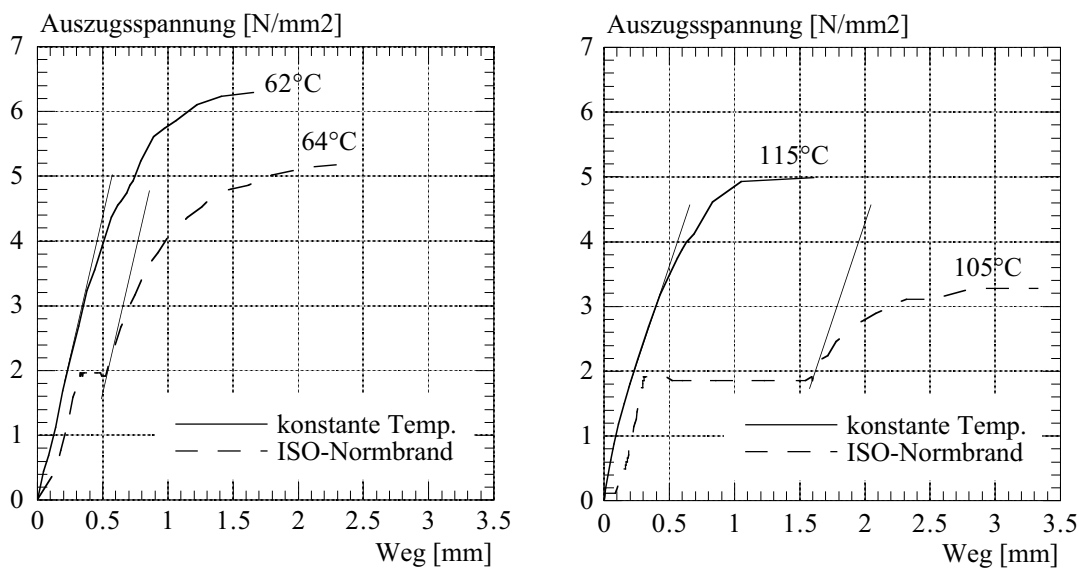 Auszugsspannung [N/mm2]
7
6
5
4
3
2
1
0
62°C
64°C
konstante Temp.
ISO-Normbrand
0 0.5 1 1.5 2 2.5 3 3.5
Weg [mm]
Auszugsspannung [N/mm2]
7
6
5
4
3
2
1
0
115°C
105°C
konstante Temp.
ISO-Normbrand
0 0.5 1 1.5 2 2.5 3 3.5
Weg [mm]